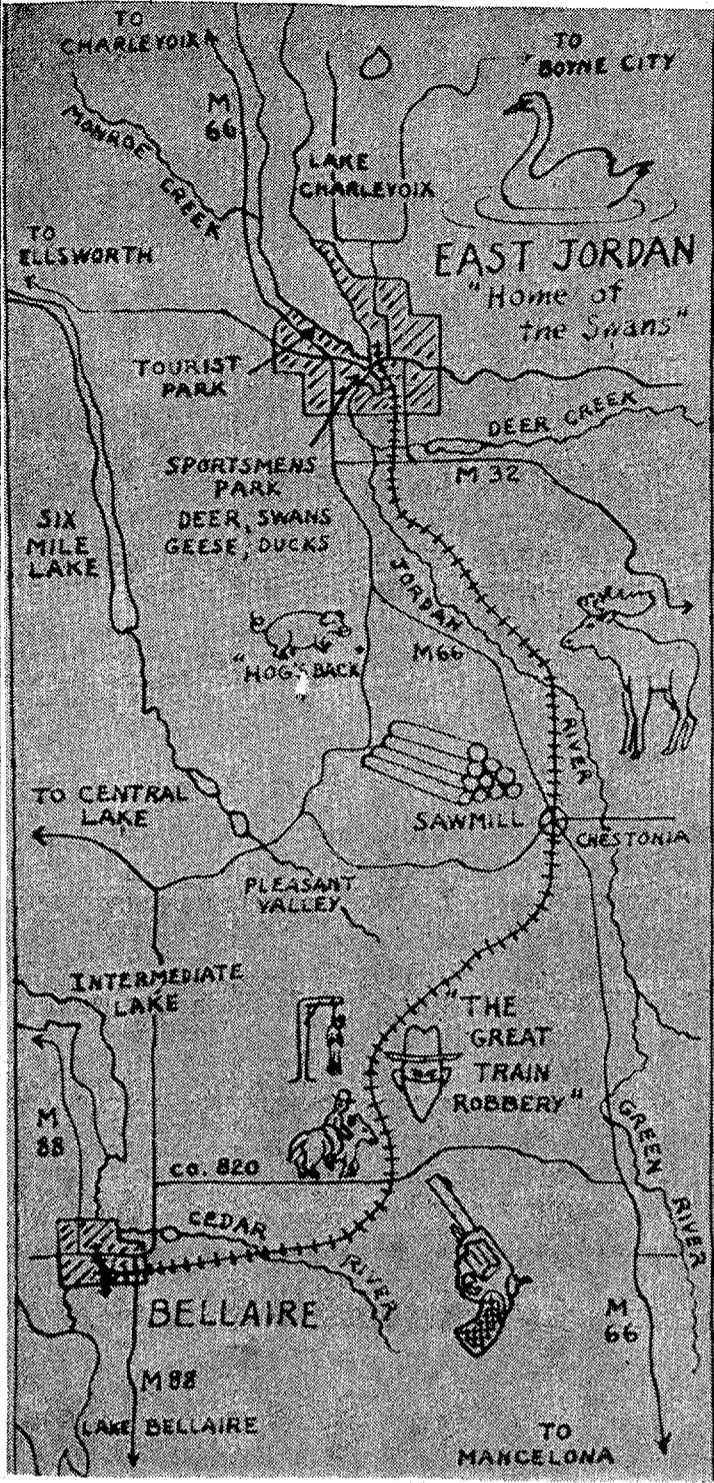 TO
CHARLEVOIX
TO
BOYNE CITY
M
66
MONROE CREEK
LAKE
CHARLEVOIX
TO
ELLSWORTH
EAST JORDAN
"Home of
the Swans"
TOURIST
PARK
DEER CREEK
SPORTSMENS
PARK
DEER, SWANS
GEESE, DUCKS
M 32
SIX
MILE
LAKE
JORDAN
RIVER
"HOG'S BACK"
M66
TO CENTRAL
LAKE
SAWMILL
CHESTONIA
PLEASANT
VALLEY
INTERMEDIATE
LAKE
"THE
GREAT
TRAIN
ROBBERY"
M
88
CO. 820
GREEN
RIVER
CEDAR
RIVER
BELLAIRE
M
66
M 88
LAKE BELLAIRE
TO
MANCELONA